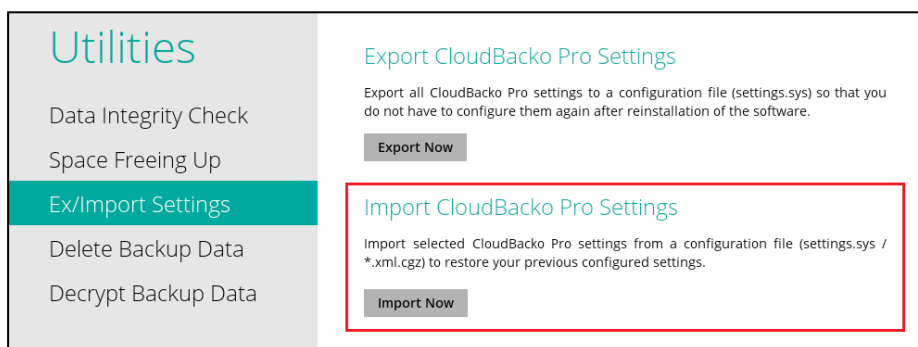 Utilities
Data Integrity Check
Space Freeing Up
Ex/Import Settings
Delete Backup Data
Decrypt Backup Data
Export CloudBacko Pro Settings
Export all CloudBacko Pro settings to a configuration file (settings.sys) so that you
do not have to configure them again after reinstallation of the software.
Export Now
Import CloudBacko Pro Settings
Import selected CloudBacko Pro settings from a configuration file (settings.sys /
*.xml.cgz) to restore your previous configured settings.
Import Now